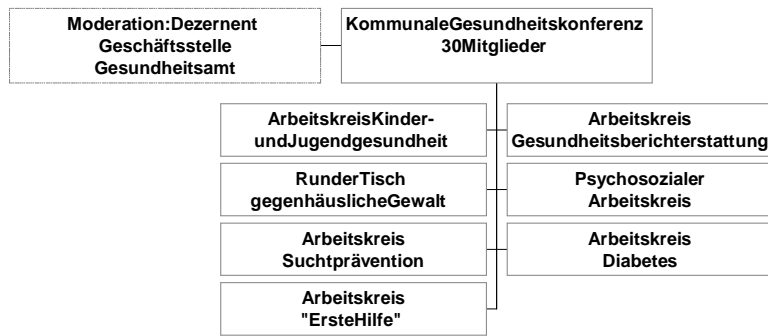 Moderation:Dezernent
Geschäftsstelle
Gesundheitsamt
KommunaleGesundheitskonferenz
30Mitglieder
ArbeitskreisKinder-
undJugendgesundheit
Arbeitskreis
Gesundheitsberichterstattung
RunderTisch
gegenhäuslicheGewalt
Psychosozialer
Arbeitskreis
Arbeitskreis
Suchtprävention
Arbeitskreis
Diabetes
Arbeitskreis
"ErsteHilfe"